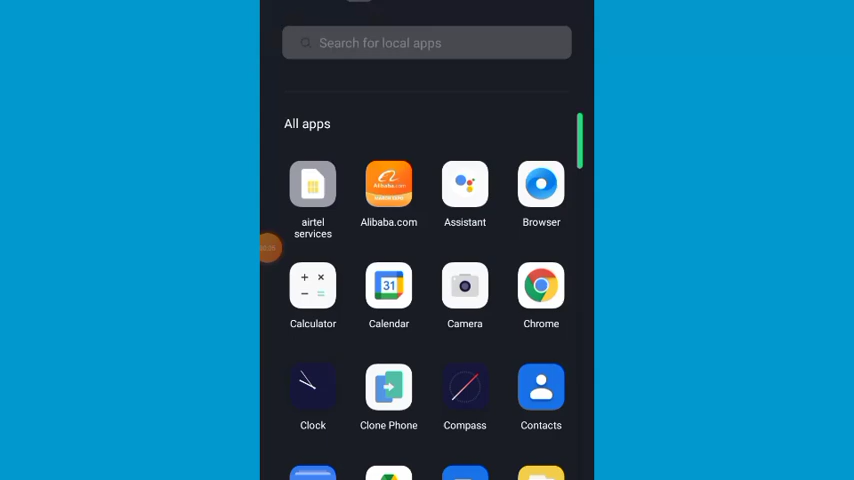 Search for local apps
All apps
airtel
services
Alibaba.com
Assistant
Browser
Calculator
31
Calendar
Camera
Chrome
Clock
Clone Phone
Compass
Contacts